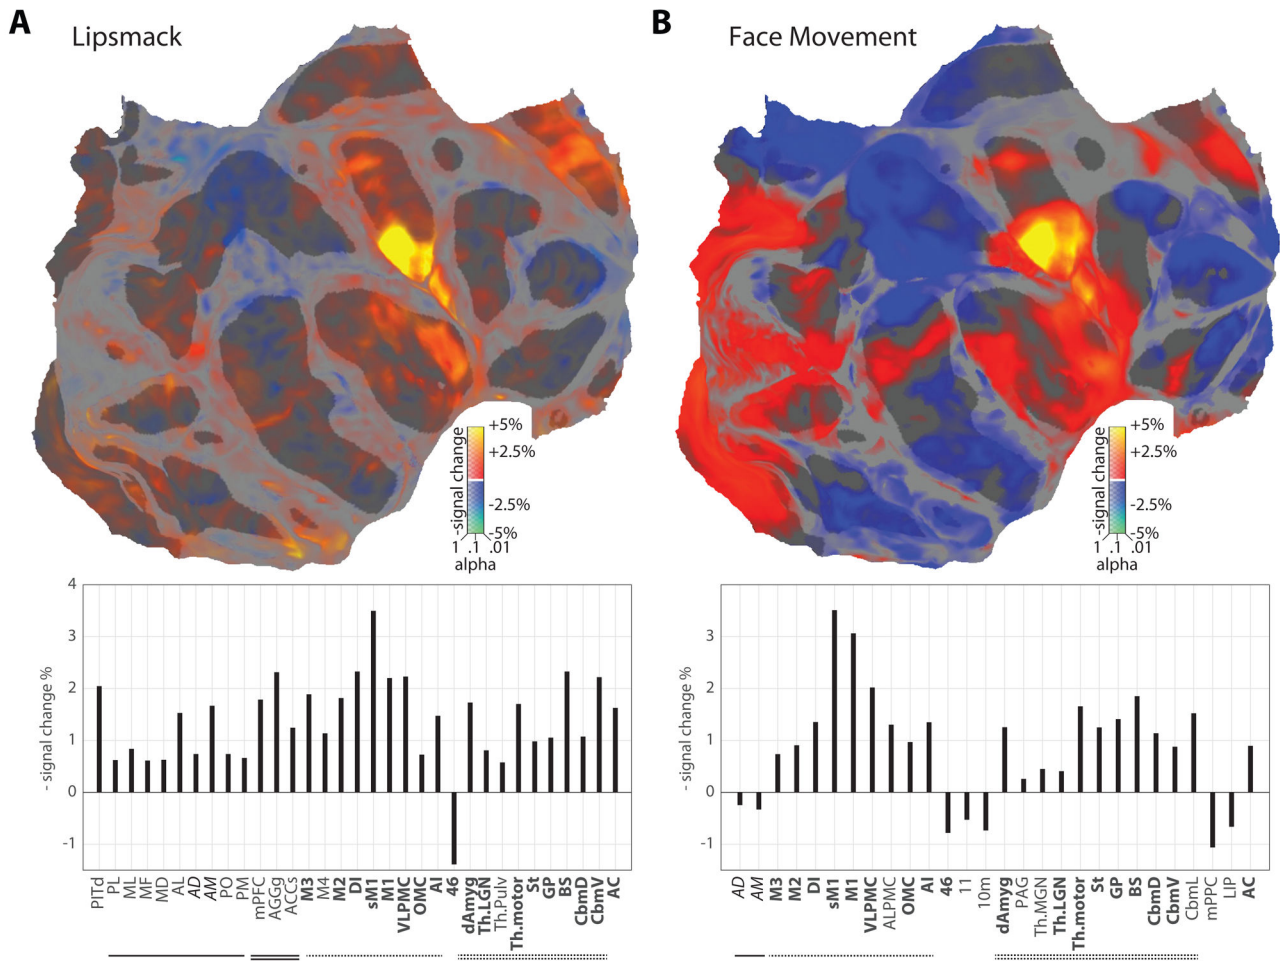 A
Lipsmack
+5%
+2.5%
-2.5%
-5%
-signal change
1 .1 .01
alpha
4
3
2
1
0
-1
- signal change %
PITd
PL
ML
MF
MD
AL
AD
AM
PO
PM
mPFC
AGGg
ACCs
M3
M4
M2
DI
sM1
M1
VLPMC
OMC
AI
46
dAmyg
Th.LGN
Th.Pulv
Th.motor
St
GP
BS
CbmD
CbmV
AC
B
Face Movement
+5%
+2.5%
-2.5%
-5%
-signal change
1 .1 .01
alpha
3
2
1
0
-1
- signal change %
AD
AM
M3
M2
DI
sM1
M1
VLPMC
ALPMC
OMC
AI
46
11
10m
dAmyg
PAG
Th.MGN
Th.LGN
Th.motor
St
GP
BS
CbmD
CbmV
CbmL
mPPC
LIP
AC